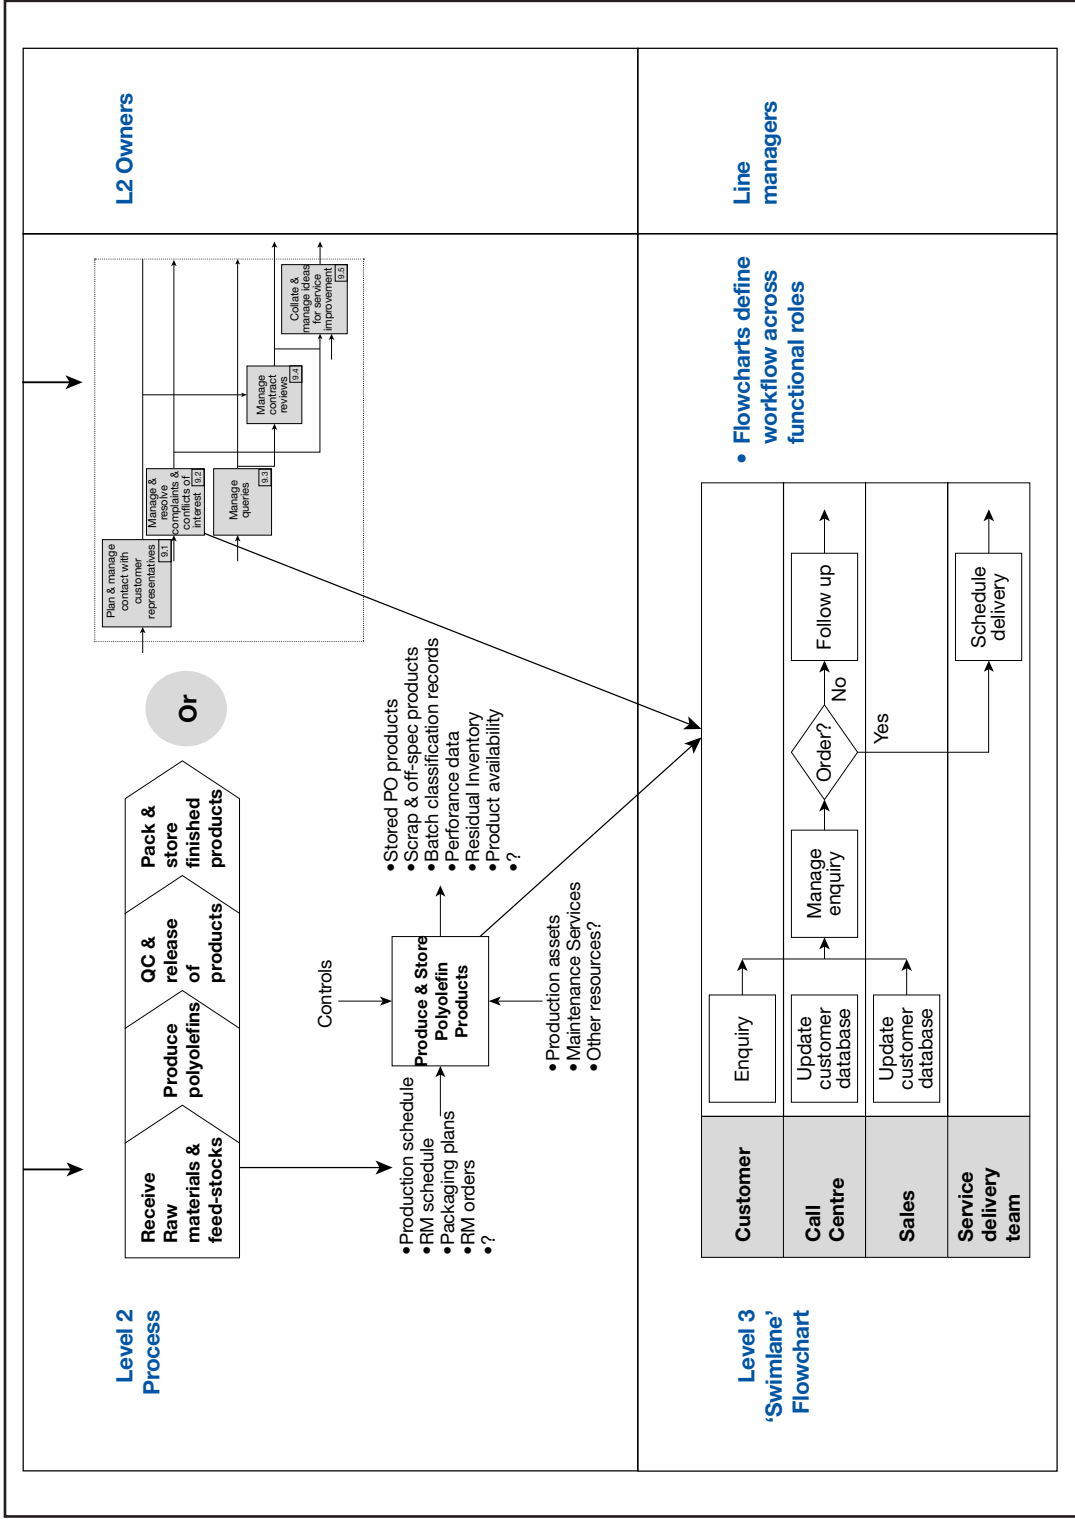 Level 2
Process
Receive
Raw
materials &
feed-stocks
Produce
polyolefins
QC &
release
of
products
Pack &
store
finished
products
Or
Plan & manage
contact with
customer
representatives
9.1
Manage &
resolve
complaints &
conflicts of
interest
9.2
Manage
queries
9.3
Manage
contract
reviews
9.4
Collate &
manage ideas
for service
improvement
9.5
L2 Owners
•Production schedule
•RM schedule
•Packaging plans
•RM orders
•?
Controls
Produce & Store
Polyolefin
Products
•Production assets
•Maintenance Services
•Other resources?
•Stored PO products
•Scrap & off-spec products
•Batch classification records
•Perforance data
•Residual Inventory
•Product availability
•?
Level 3
‘Swimlane’
Flowchart
Customer
Enquiry
Call
Centre
Update
customer
database
Manage
enquiry
Order?
No
Follow up
Sales
Update
customer
database
Yes
Service
delivery
team
Schedule
delivery
• Flowcharts define
workflow across
functional roles
Line
managers